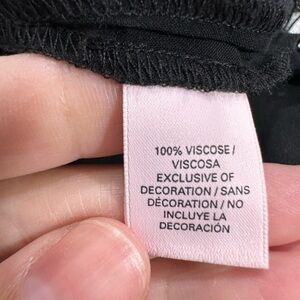 100% VISCOSE /
VISCOSA
EXCLUSIVE OF
DECORATION / SANS
DÉCORATION / NO
INCLUYE LA
DECORACIÓN